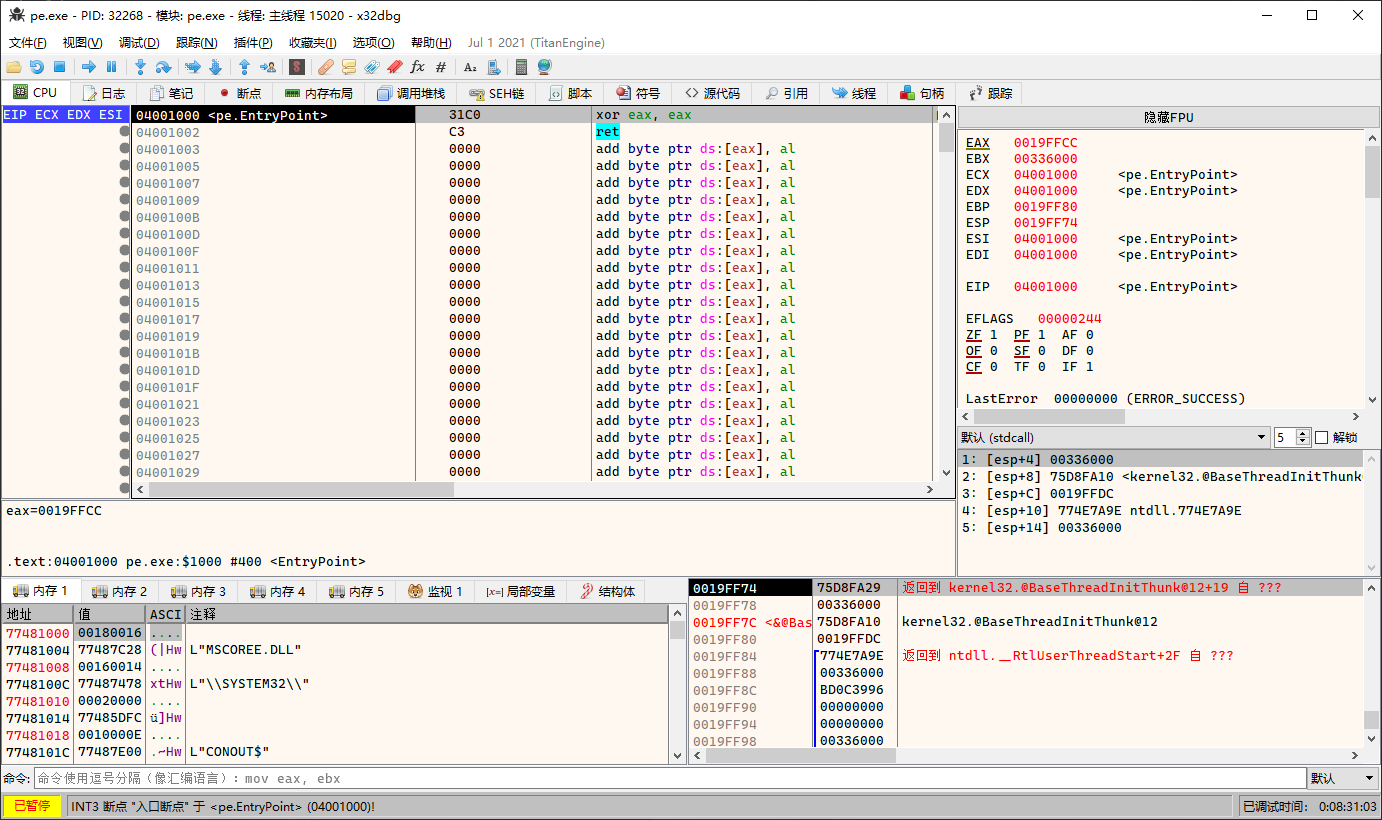 pe.exe - PID: 32268 - 模块: pe.exe - 线程: 主线程 15020 - x32dbg
文件(F) 视图(V) 调试(D) 跟踪(N) 插件(P) 收藏夹(I) 选项(O) 帮助(H) Jul 1 2021 (TitanEngine)
CPU 日志 笔记 断点 内存布局 调用堆栈 SEH链 脚本 符号 源代码 引用 线程 句柄 跟踪
EIP ECX EDX ESI 04001000 <pe.EntryPoint> 31C0 xor eax, eax
04001002 C3 ret
04001003 0000 add byte ptr ds:[eax], al
04001005 0000 add byte ptr ds:[eax], al
04001007 0000 add byte ptr ds:[eax], al
04001009 0000 add byte ptr ds:[eax], al
0400100B 0000 add byte ptr ds:[eax], al
0400100D 0000 add byte ptr ds:[eax], al
0400100F 0000 add byte ptr ds:[eax], al
04001011 0000 add byte ptr ds:[eax], al
04001013 0000 add byte ptr ds:[eax], al
04001015 0000 add byte ptr ds:[eax], al
04001017 0000 add byte ptr ds:[eax], al
04001019 0000 add byte ptr ds:[eax], al
0400101B 0000 add byte ptr ds:[eax], al
0400101D 0000 add byte ptr ds:[eax], al
0400101F 0000 add byte ptr ds:[eax], al
04001021 0000 add byte ptr ds:[eax], al
04001023 0000 add byte ptr ds:[eax], al
04001025 0000 add byte ptr ds:[eax], al
04001027 0000 add byte ptr ds:[eax], al
04001029 0000 add byte ptr ds:[eax], al
隐藏FPU
EAX 0019FFCC
EBX 00336000
ECX 04001000 <pe.EntryPoint>
EDX 04001000 <pe.EntryPoint>
EBP 0019FF80
ESP 0019FF74
ESI 04001000 <pe.EntryPoint>
EDI 04001000 <pe.EntryPoint>
EIP 04001000 <pe.EntryPoint>
EFLAGS 00000244
ZF 1 PF 1 AF 0
OF 0 SF 0 DF 0
CF 0 TF 0 IF 1
LastError 00000000 (ERROR_SUCCESS)
默认 (stdcall) 5 解锁
1: [esp+4] 00336000
2: [esp+8] 75D8FA10 <kernel32.@BaseThreadInitThunk
3: [esp+C] 0019FFDC
4: [esp+10] 774E7A9E ntdll.774E7A9E
5: [esp+14] 00336000
eax=0019FFCC
.text:04001000 pe.exe:$1000 #400 <EntryPoint>
内存 1 内存 2 内存 3 内存 4 内存 5 监视 1 [x=] 局部变量 结构体
地址 值 ASCI 注释
77481000 00180016 ....
77481004 77487C28 (|Hw L"MSCOREE.DLL"
77481008 00160014 ....
7748100C 77487478 xtHw L"\\SYSTEM32\\"
77481010 00020000 ....
77481014 77485DFC ü]Hw
77481018 0010000E ....
7748101C 77487E00 .~Hw L"CONOUT$"
0019FF74 75D8FA29 返回到 kernel32.@BaseThreadInitThunk@12+19 自 ???
0019FF78 00336000
0019FF7C <&@Bas 75D8FA10 kernel32.@BaseThreadInitThunk@12
0019FF80 0019FFDC
0019FF84 774E7A9E 返回到 ntdll.__RtlUserThreadStart+2F 自 ???
0019FF88 00336000
0019FF8C BD0C3996
0019FF90 00000000
0019FF94 00000000
0019FF98 00336000
命令: 命令使用逗号分隔（像汇编语言）: mov eax, ebx 默认
已暂停 INT3 断点 "入口断点" 于 <pe.EntryPoint> (04001000)! 已调试时间: 0:08:31:03